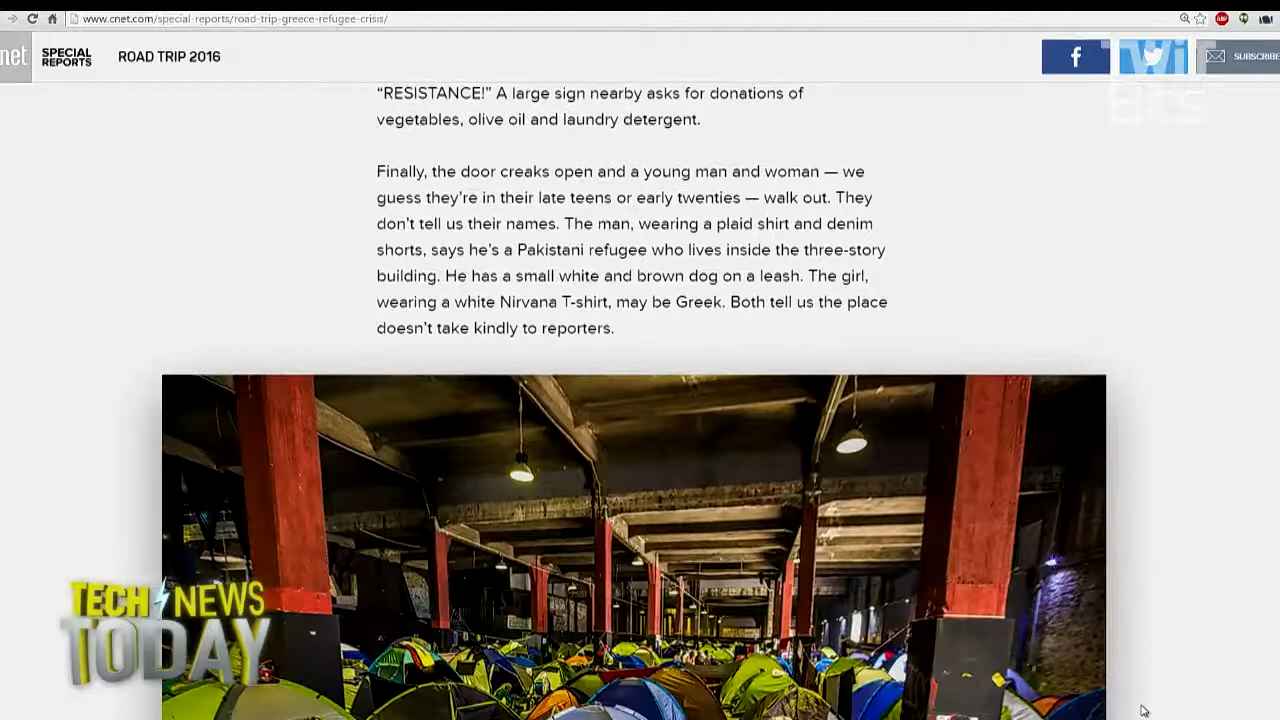 www.cnet.com/special-reports/road-trip-greece-refugee-crisis/
ABP
net
SPECIAL
REPORTS
ROAD TRIP 2016
f
SUBSCRIBE
TWiT
“RESISTANCE!” A large sign nearby asks for donations of
vegetables, olive oil and laundry detergent.
Finally, the door creaks open and a young man and woman — we
guess they’re in their late teens or early twenties — walk out. They
don’t tell us their names. The man, wearing a plaid shirt and denim
shorts, says he’s a Pakistani refugee who lives inside the three-story
building. He has a small white and brown dog on a leash. The girl,
wearing a white Nirvana T-shirt, may be Greek. Both tell us the place
doesn’t take kindly to reporters.
TECH NEWS
TODAY